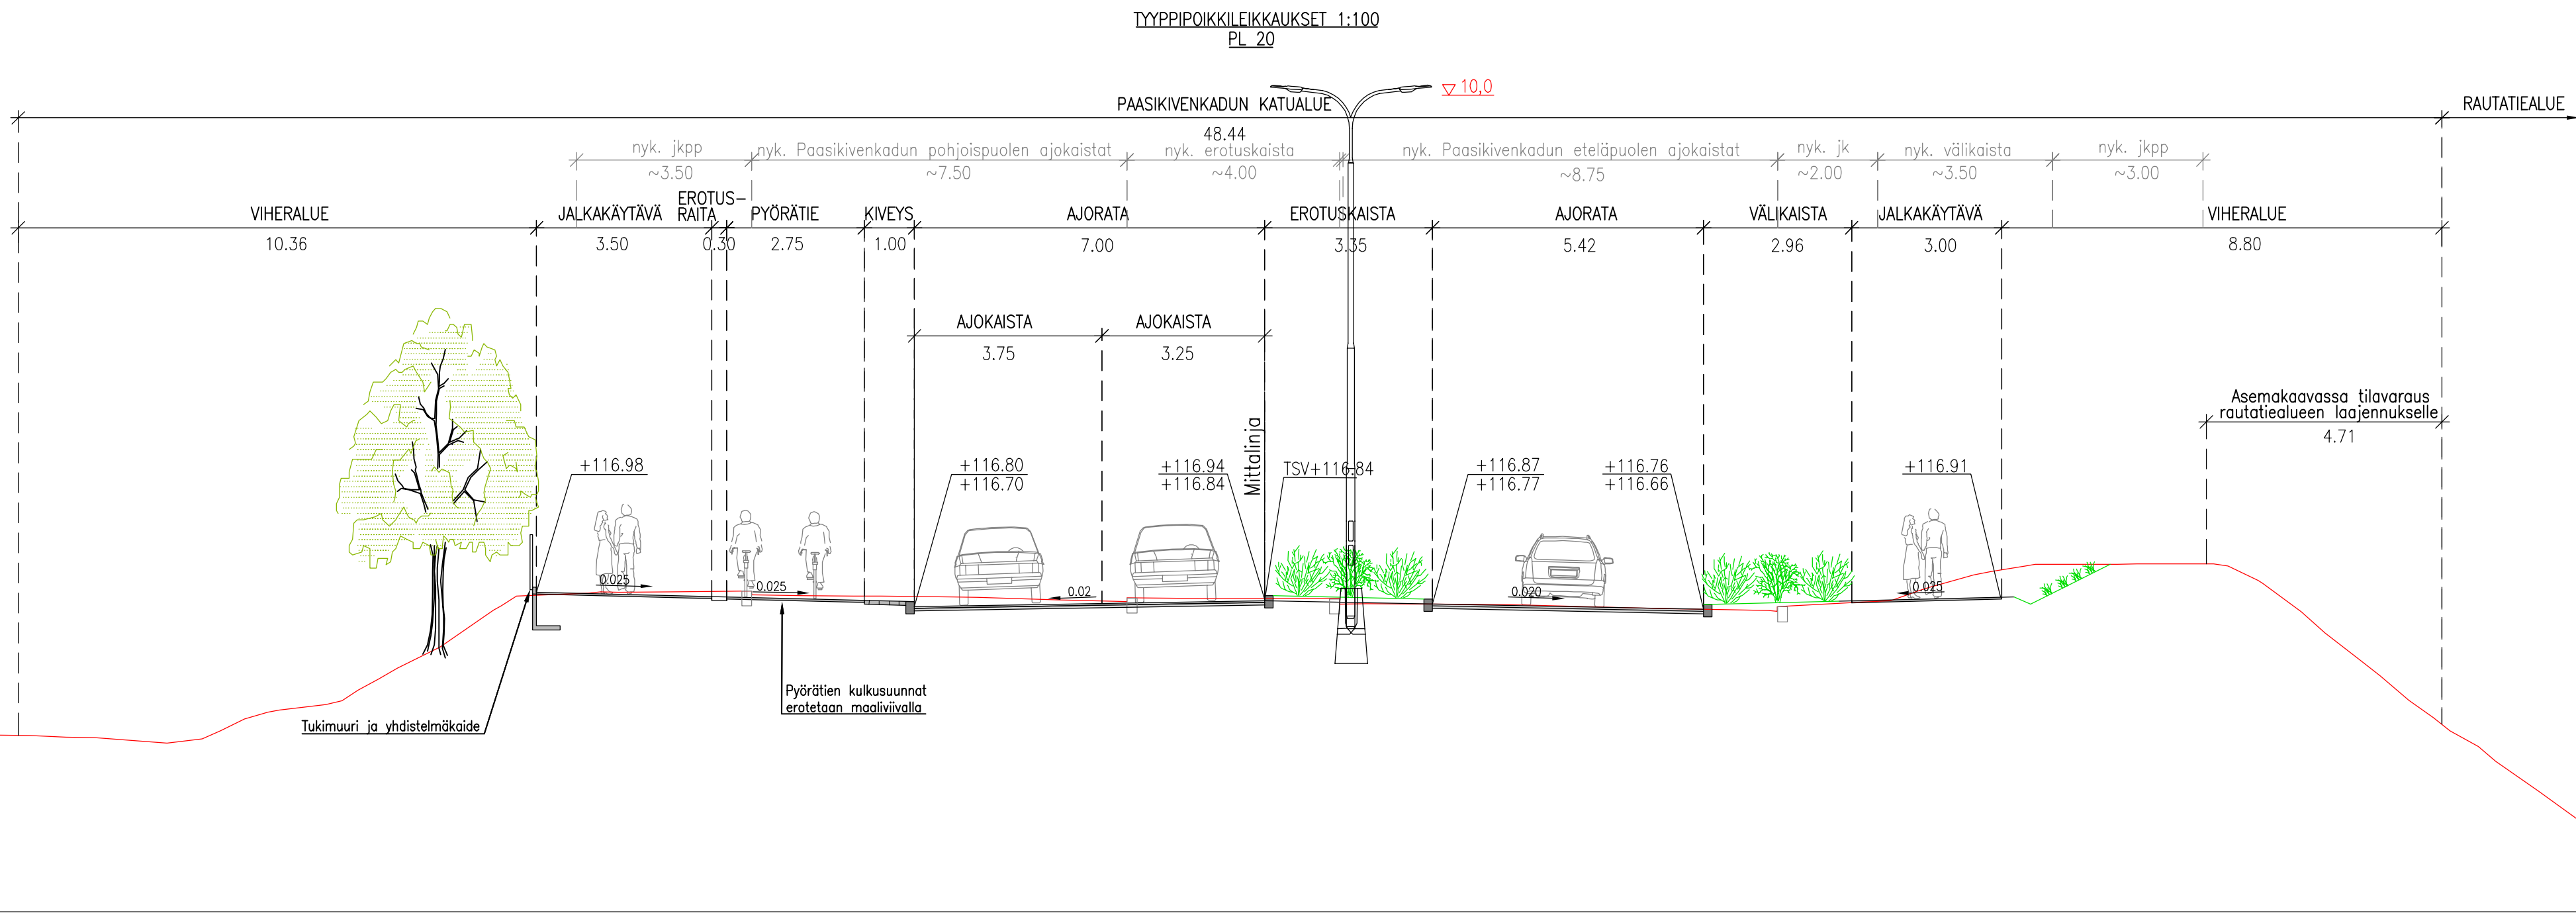 TYYPPIPOIKKILEIKKAUKSET 1:100
PL 20
10,0
PAASIKIVENKADUN KATUALUE
RAUTATIEALUE
48.44
nyk. jkpp
nyk. Paasikivenkadun pohjoispuolen ajokaistat
nyk. erotuskaista
nyk. Paasikivenkadun eteläpuolen ajokaistat
nyk. jk
nyk. välikaista
nyk. jkpp
~3.50
~7.50
~4.00
~8.75
~2.00
~3.50
~3.00
VIHERALUE
JALKAKÄYTÄVÄ
EROTUS-
RAITA
PYÖRÄTIE
KIVEYS
AJORATA
EROTUSKAISTA
AJORATA
VÄLIKAISTA
JALKAKÄYTÄVÄ
VIHERALUE
10.36
3.50
0.30
2.75
1.00
7.00
3.35
5.42
2.96
3.00
8.80
AJOKAISTA
AJOKAISTA
3.75
3.25
Asemakaavassa tilavaraus
rautatiealueen laajennukselle
4.71
Mittalinja
+116.98
+116.80
+116.70
+116.94
+116.84
TSV+116.84
+116.87
+116.77
+116.76
+116.66
+116.91
0.025
0.025
0.02
0.020
0.025
Pyörätien kulkusuunnat
erotetaan maaliviivalla
Tukimuuri ja yhdistelmäkaide